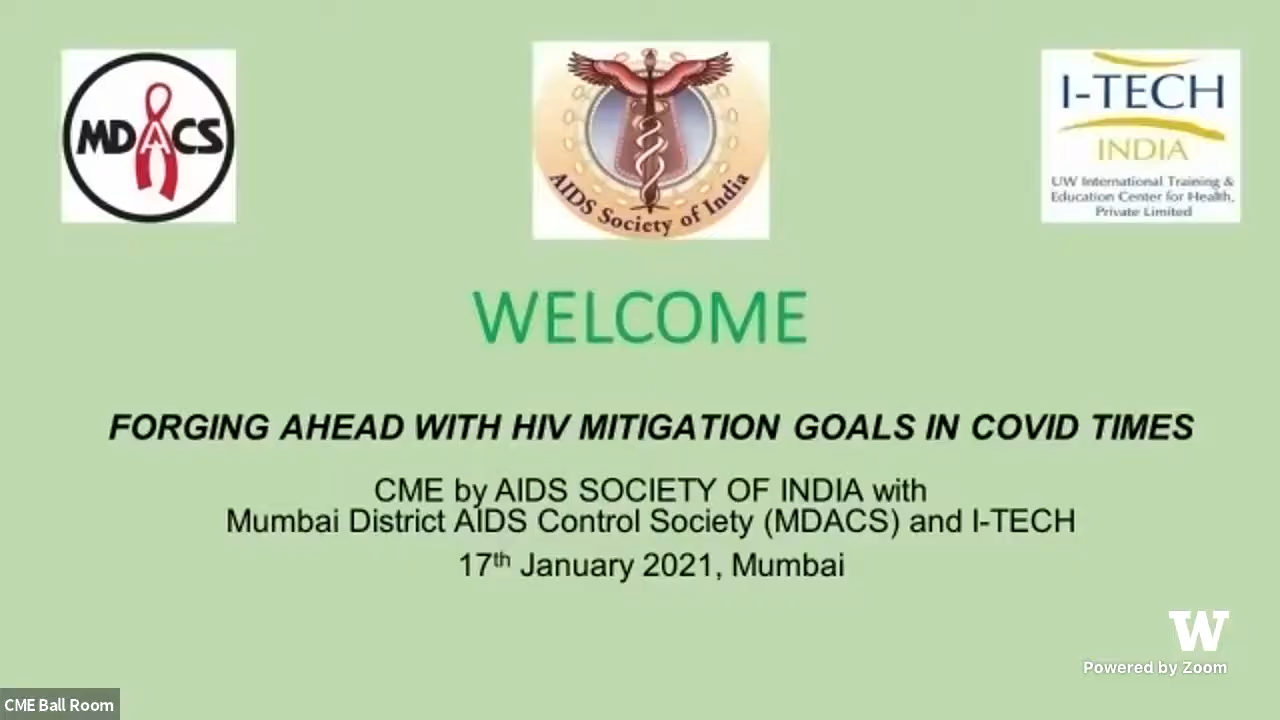 MDACS
AIDS Society of India
I-TECH
INDIA
UW International Training &
Education Center for Health,
Private Limited
WELCOME
FORGING AHEAD WITH HIV MITIGATION GOALS IN COVID TIMES
CME by AIDS SOCIETY OF INDIA with
Mumbai District AIDS Control Society (MDACS) and I-TECH
17th January 2021, Mumbai
W
Powered by Zoom
CME Ball Room